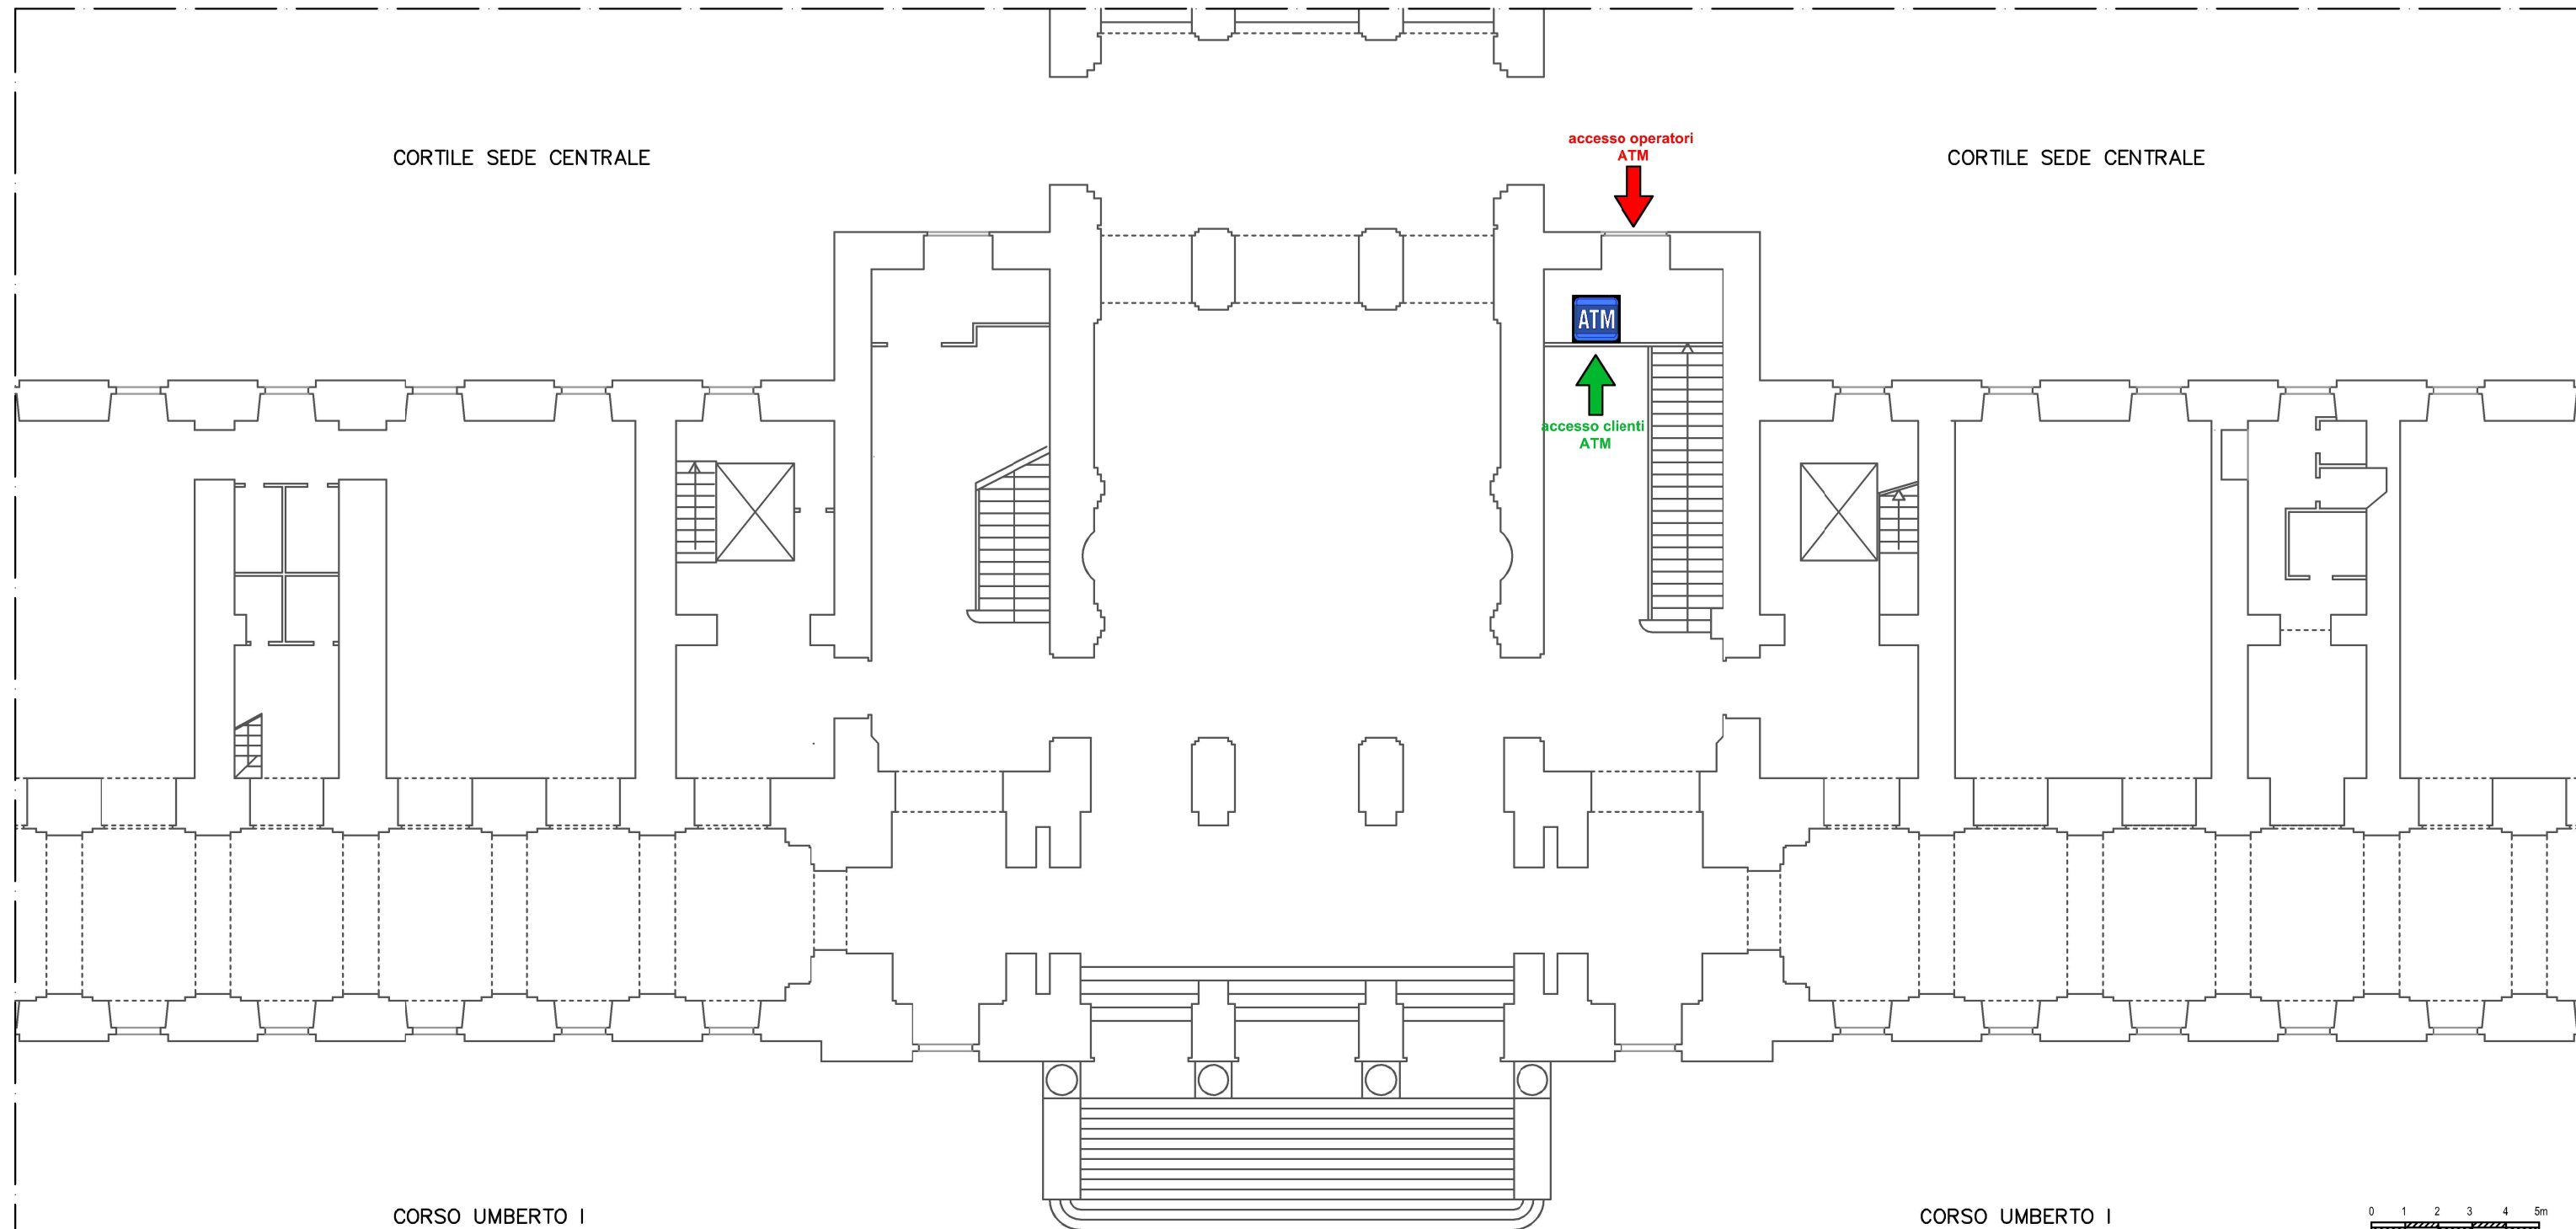 accesso operatori
ATM
CORTILE SEDE CENTRALE
CORTILE SEDE CENTRALE
ATM
accesso clienti
ATM
CORSO UMBERTO I
CORSO UMBERTO I
0 1 2 3 4 5m